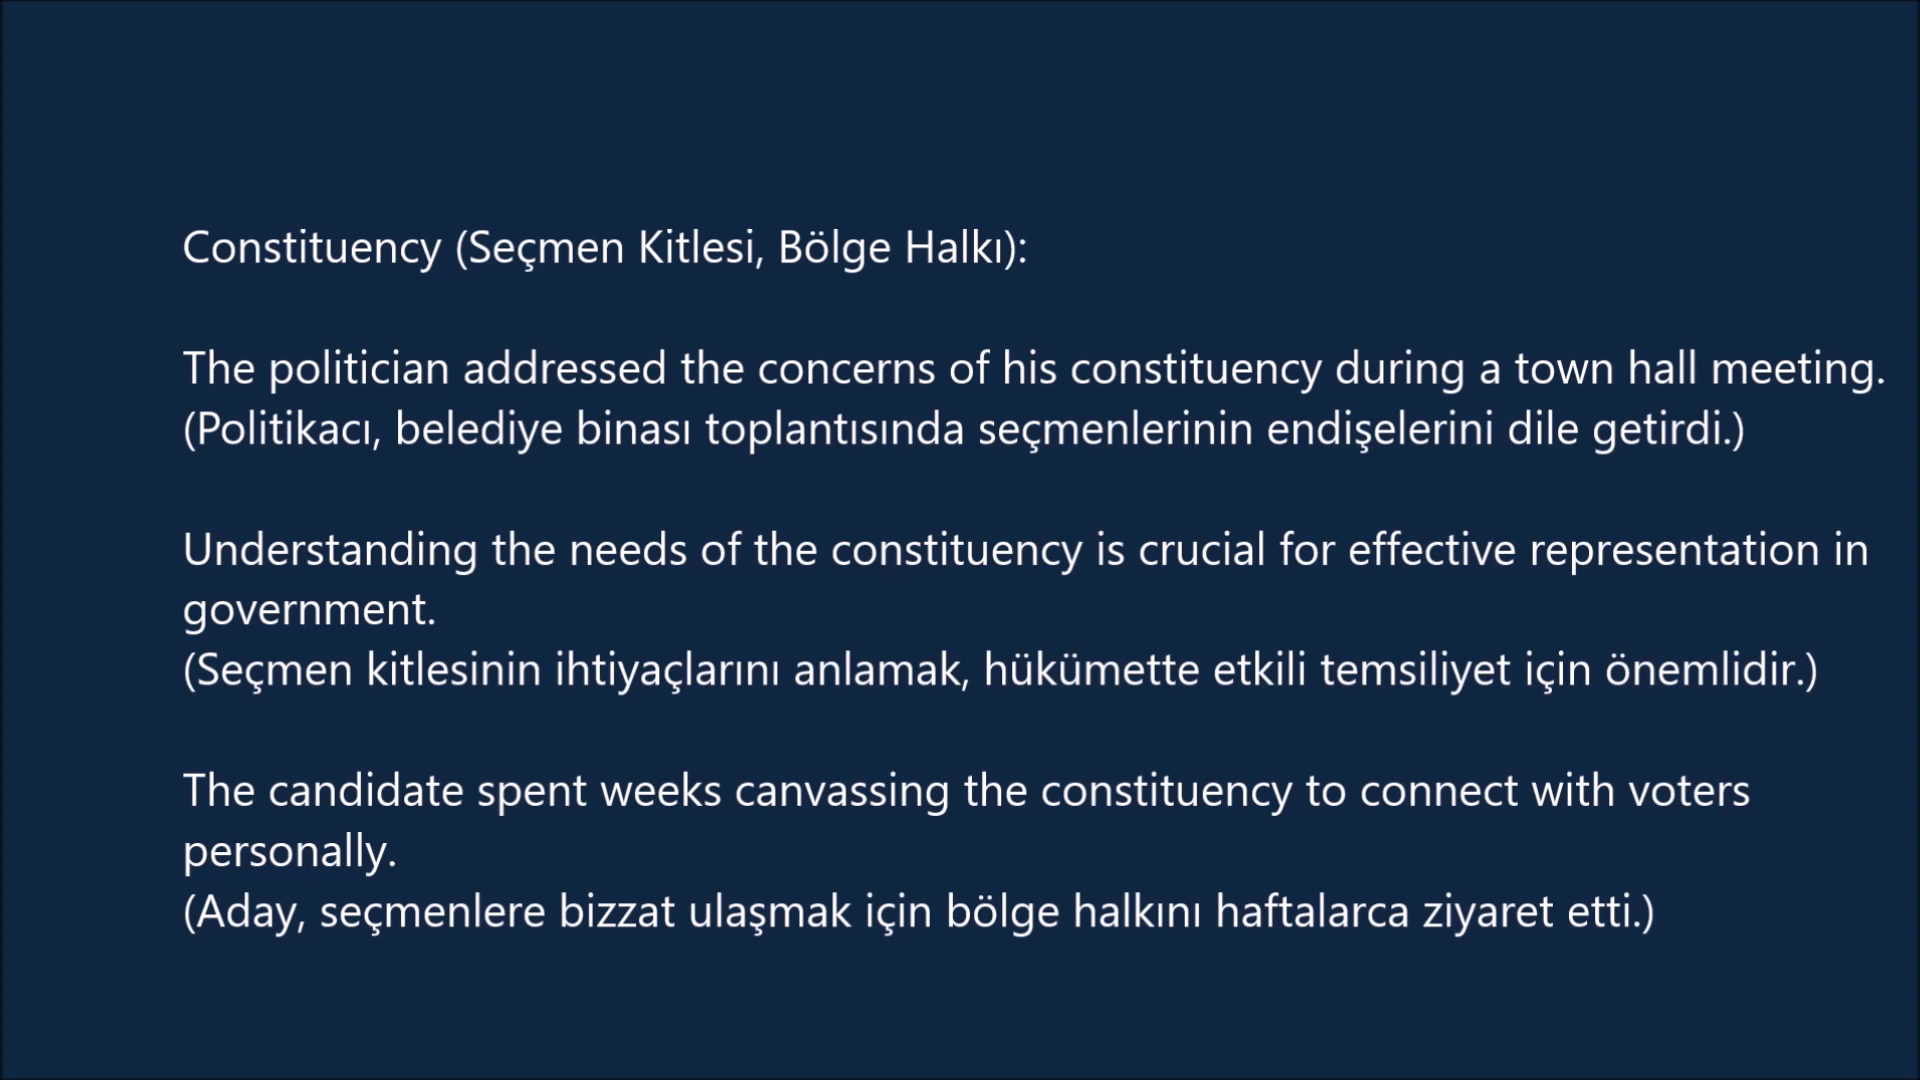 Constituency (Seçmen Kitlesi, Bölge Halkı):
The politician addressed the concerns of his constituency during a town hall meeting.
(Politikacı, belediye binası toplantısında seçmenlerinin endişelerini dile getirdi.)
Understanding the needs of the constituency is crucial for effective representation in
government.
(Seçmen kitlesinin ihtiyaçlarını anlamak, hükümette etkili temsiliyet için önemlidir.)
The candidate spent weeks canvassing the constituency to connect with voters
personally.
(Aday, seçmenlere bizzat ulaşmak için bölge halkını haftalarca ziyaret etti.)